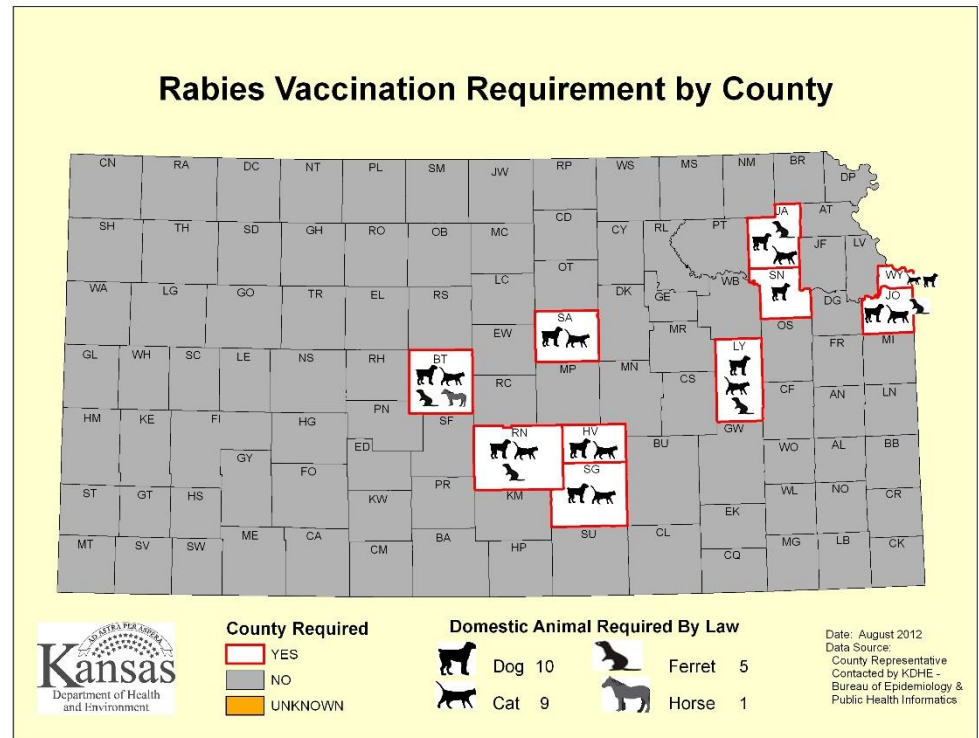 Rabies Vaccination Requirement by County
CN RA DC NT PL SM JW RP WS MS NM BR DP
SH TH SD GH RO OB MC CD CY RL PT JA AT
WA LG GO TR EL RS LC OT DK GE WB SN JF LV WY
EW SA MR OS DG JO
GL WH SC LE NS RH BT RC MP MN CS LY FR MI
HM KE FI HG PN SF RN HV BU GW CF AN LN
GY FO ED PR KM SG WO AL BB
ST GT HS KW EK WL NO CR
MT SV SW ME CA CM BA HP SU CL CQ MG LB CK
AD ASTRA PER ASPERA
Kansas
Department of Health
and Environment
County Required
YES
NO
UNKNOWN
Domestic Animal Required By Law
Dog 10
Ferret 5
Cat 9
Horse 1
Date: August 2012
Data Source:
County Representative
Contacted by KDHE -
Bureau of Epidemiology &
Public Health Informatics